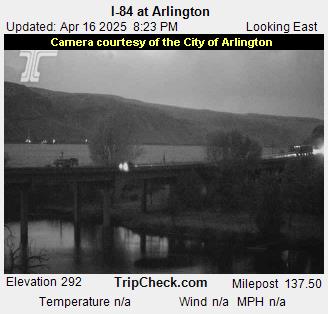 I-84 at Arlington
Updated: Apr 16 2025 8:23 PM Looking East
Camera courtesy of the City of Arlington
Elevation 292 TripCheck.com Milepost 137.50
Temperature n/a Wind n/a MPH n/a